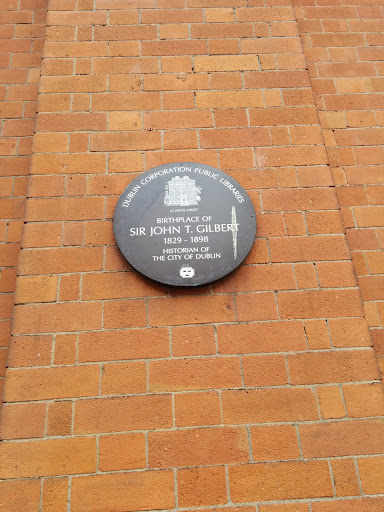 DUBLIN CORPORATION PUBLIC LIBRARIES
BIRTHPLACE OF
SIR JOHN T. GILBERT
1829 - 1898
HISTORIAN OF
THE CITY OF DUBLIN